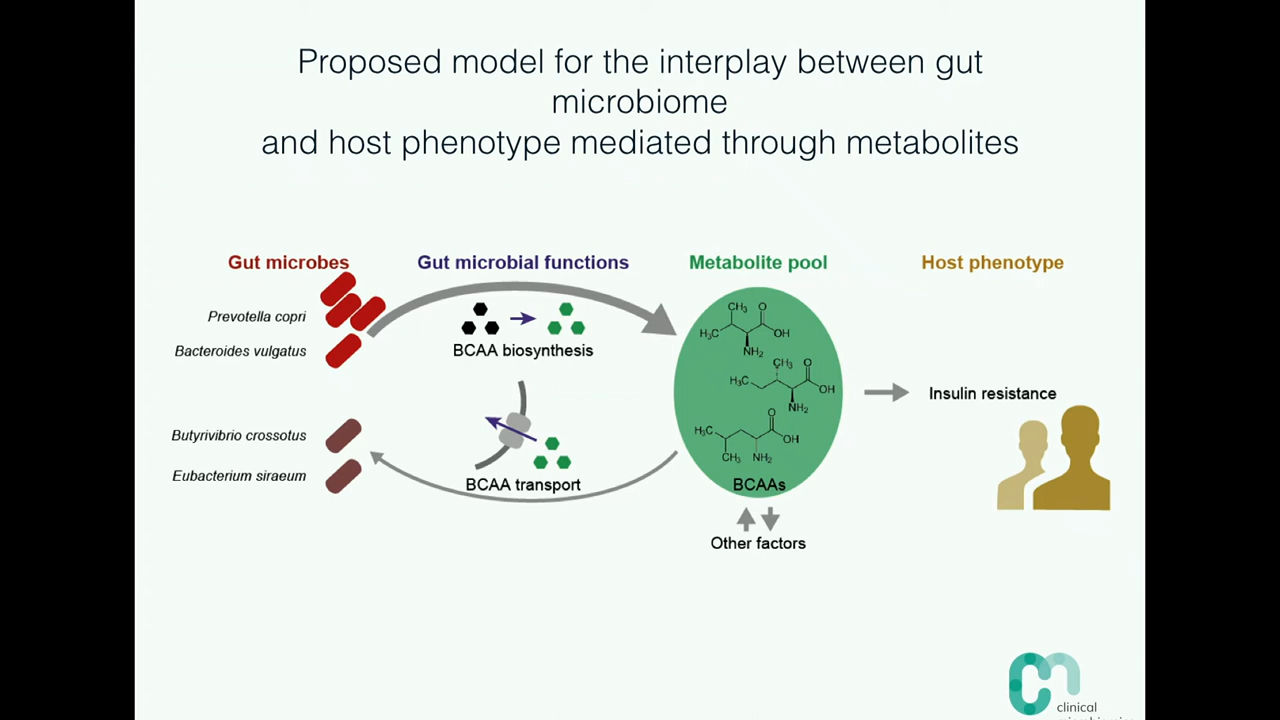 Proposed model for the interplay between gut
microbiome
and host phenotype mediated through metabolites
Gut microbes
Gut microbial functions
Metabolite pool
Host phenotype
Prevotella copri
Bacteroides vulgatus
Butyrivibrio crossotus
Eubacterium siraeum
BCAA biosynthesis
BCAA transport
CH₃
O
H₃C
OH
NH₂
CH₃
O
H₃C
OH
NH₂
O
H₃C
OH
CH₃
NH₂
BCAAs
Other factors
Insulin resistance
clinical